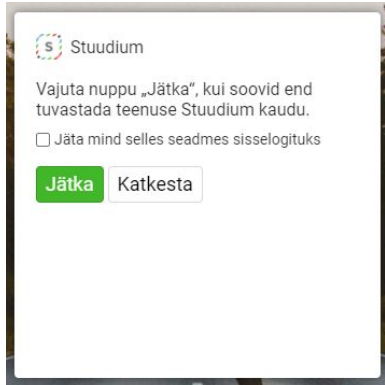 S Stuudium
Vajuta nuppu „Jätka“, kui soovid end
tuvastada teenuse Stuudium kaudu.
Jäta mind selles seadmes sisselogituks
Jätka Katkesta